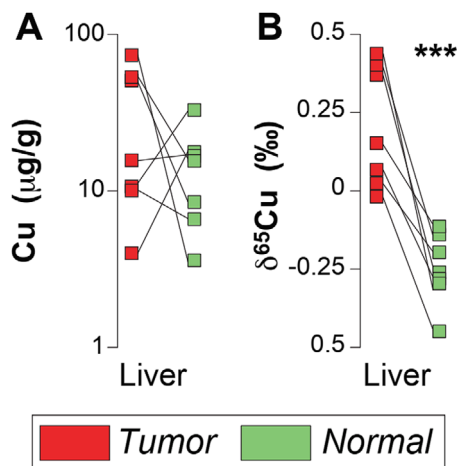 A
B
100
10
1
Cu (µg/g)
Liver
0.5
0.25
0
-0.25
0.5
δ⁶⁵Cu (‰)
***
Liver
Tumor
Normal